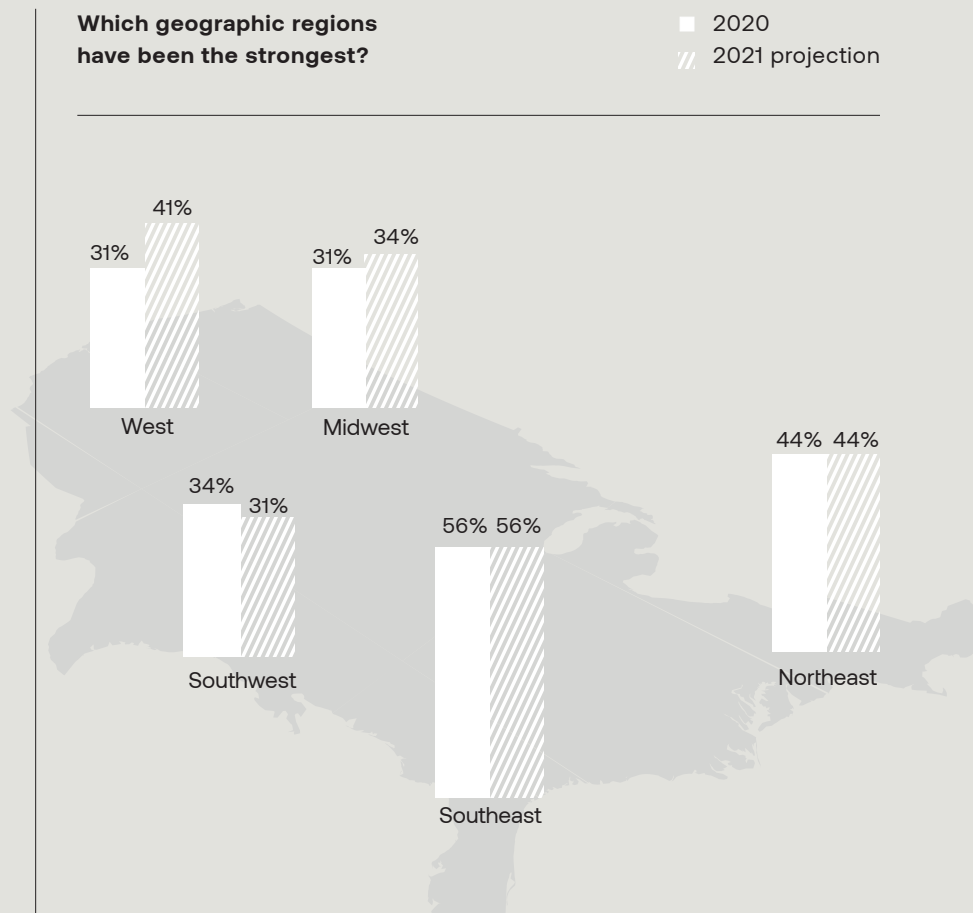 Which geographic regions
have been the strongest?
2020
2021 projection
31%
41%
West
31%
34%
Midwest
34%
31%
Southwest
56% 56%
Southeast
44% 44%
Northeast